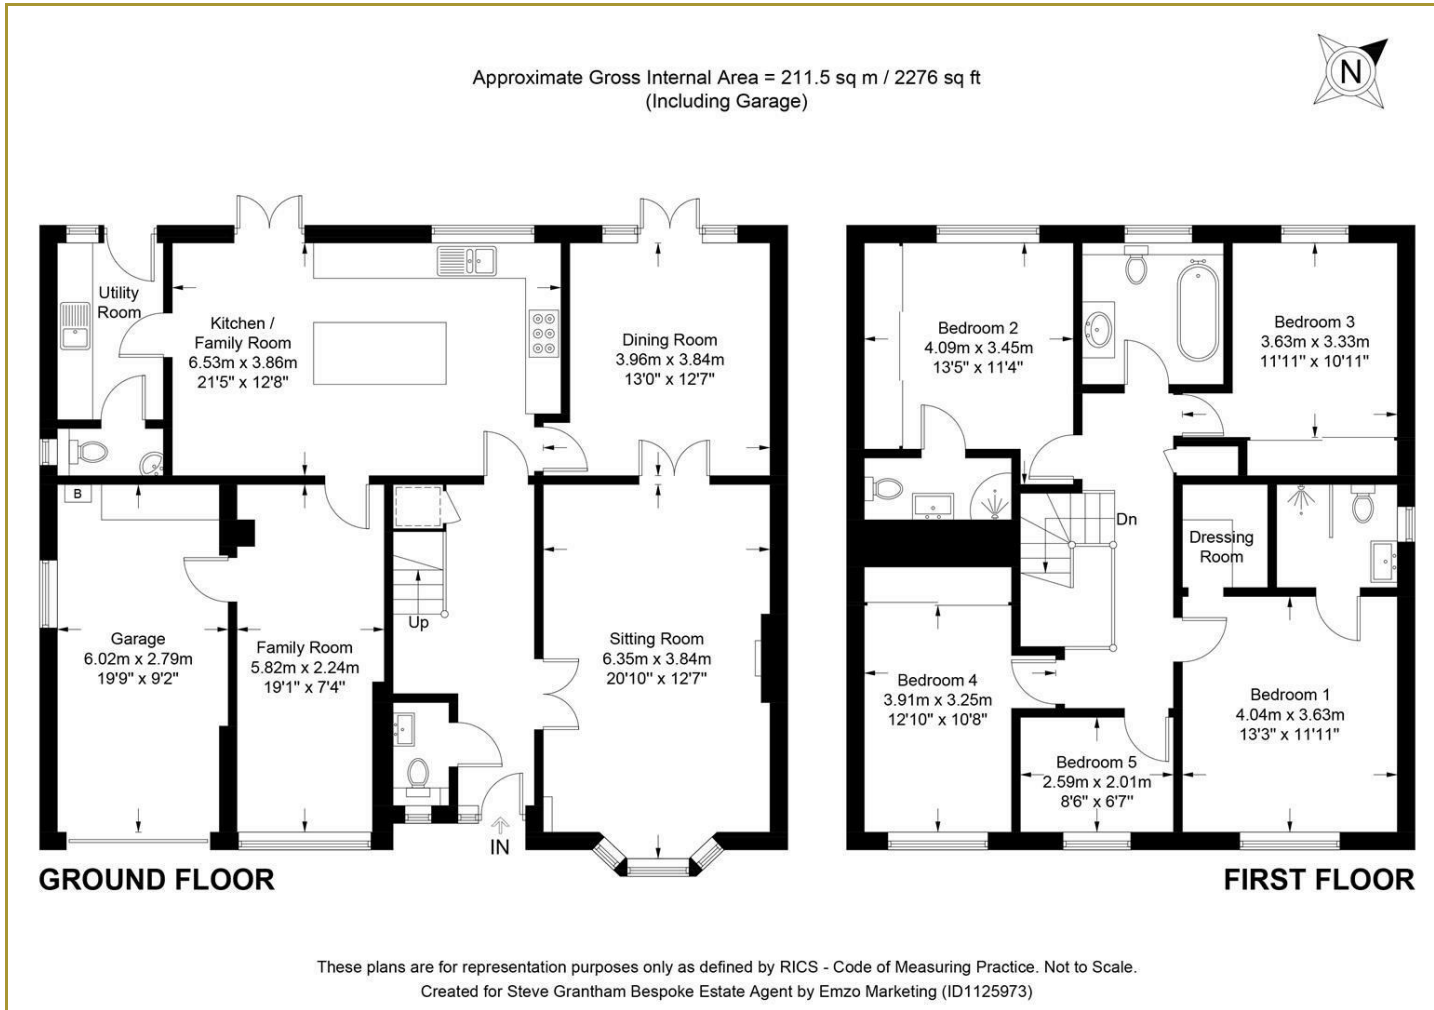 Approximate Gross Internal Area = 211.5 sq m / 2276 sq ft
(Including Garage)
N
Utility
Room
Kitchen /
Family Room
6.53m x 3.86m
21'5" x 12'8"
Dining Room
3.96m x 3.84m
13'0" x 12'7"
B
Garage
6.02m x 2.79m
19'9" x 9'2"
Family Room
5.82m x 2.24m
19'1" x 7'4"
Up
Sitting Room
6.35m x 3.84m
20'10" x 12'7"
IN
GROUND FLOOR
Bedroom 2
4.09m x 3.45m
13'5" x 11'4"
Bedroom 3
3.63m x 3.33m
11'11" x 10'11"
Dn
Dressing
Room
Bedroom 4
3.91m x 3.25m
12'10" x 10'8"
Bedroom 5
2.59m x 2.01m
8'6" x 6'7"
Bedroom 1
4.04m x 3.63m
13'3" x 11'11"
FIRST FLOOR
These plans are for representation purposes only as defined by RICS - Code of Measuring Practice. Not to Scale.
Created for Steve Grantham Bespoke Estate Agent by Emzo Marketing (ID1125973)